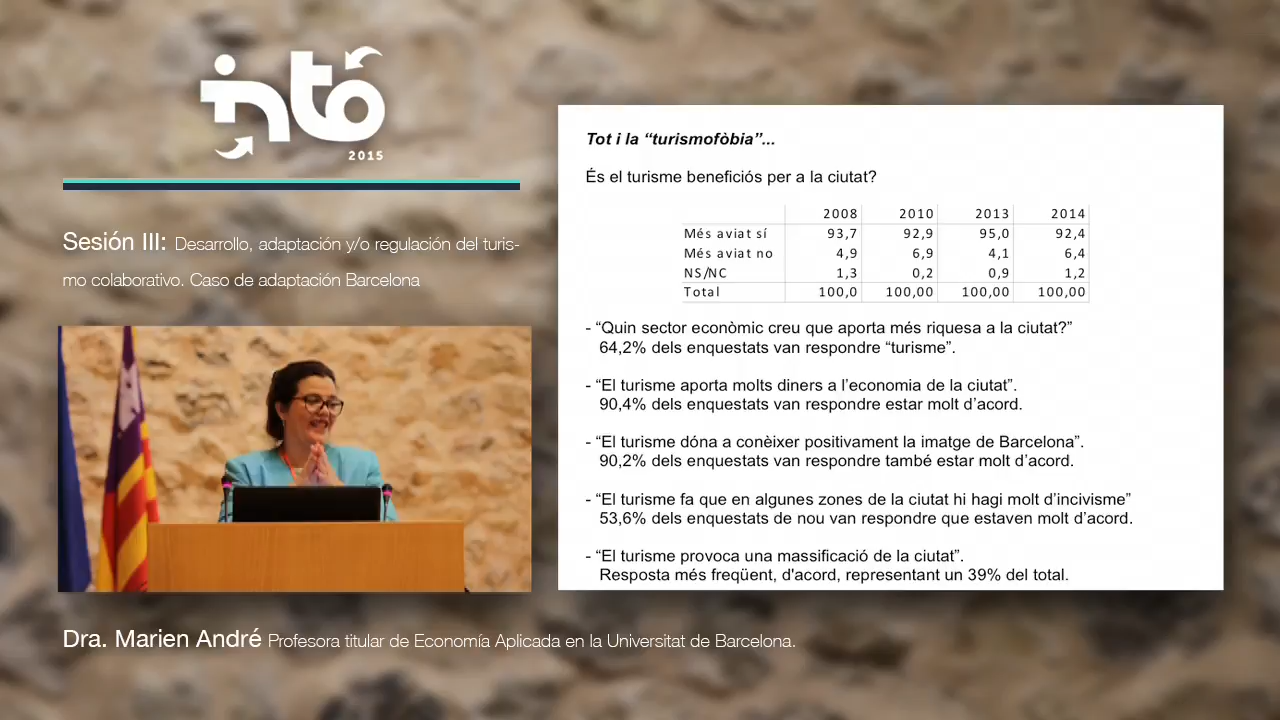 into
2015
Sesión III: Desarrollo, adaptación y/o regulación del turis-
mo colaborativo. Caso de adaptación Barcelona
Tot i la “turismofòbia”...
És el turisme beneficiós per a la ciutat?
2008 2010 2013 2014
Més aviat sí 93,7 92,9 95,0 92,4
Més aviat no 4,9 6,9 4,1 6,4
NS/NC 1,3 0,2 0,9 1,2
Total 100,0 100,00 100,00 100,00
- “Quin sector econòmic creu que aporta més riquesa a la ciutat?”
64,2% dels enquestats van respondre “turisme”.
- “El turisme aporta molts diners a l’economia de la ciutat”.
90,4% dels enquestats van respondre estar molt d’acord.
- “El turisme dóna a conèixer positivament la imatge de Barcelona”.
90,2% dels enquestats van respondre també estar molt d’acord.
- “El turisme fa que en algunes zones de la ciutat hi hagi molt d’incivisme”
53,6% dels enquestats de nou van respondre que estaven molt d’acord.
- “El turisme provoca una massificació de la ciutat”.
Resposta més freqüent, d'acord, representant un 39% del total.
Dra. Marien André Profesora titular de Economía Aplicada en la Universitat de Barcelona.